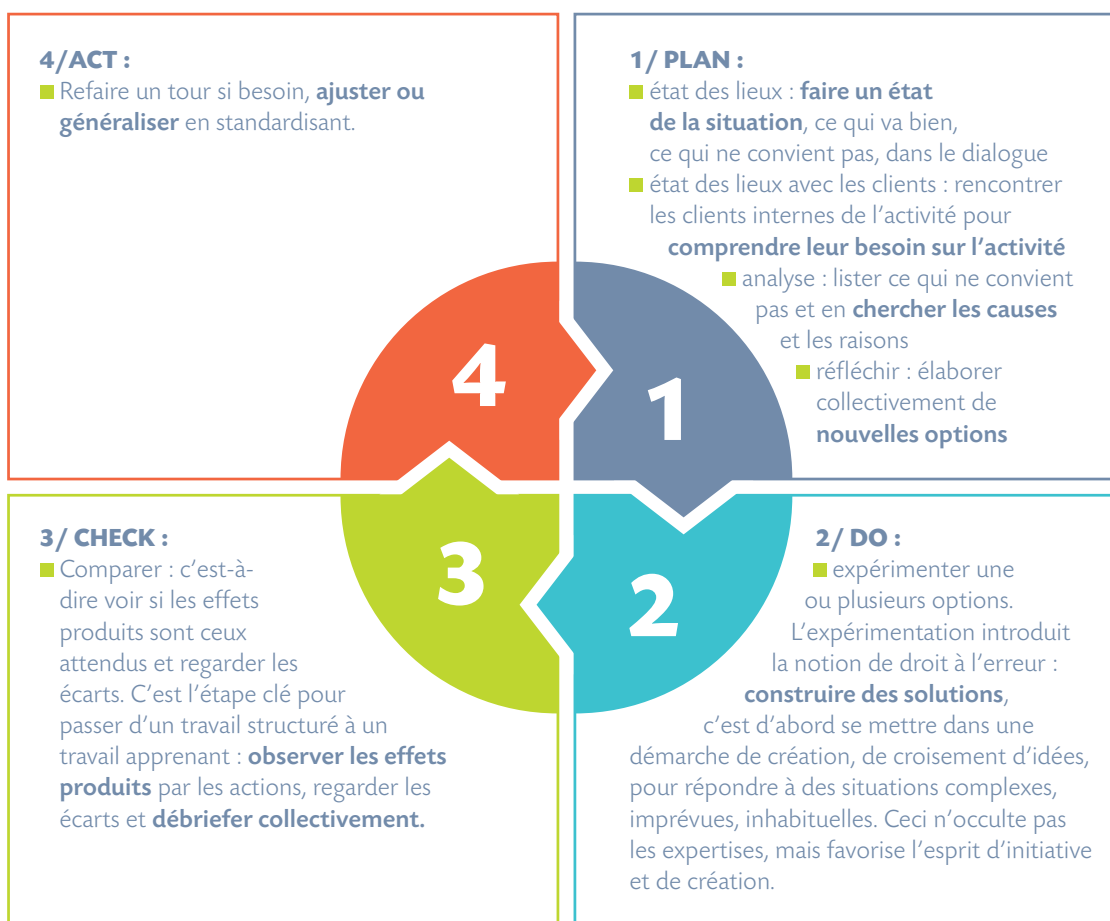 4/ACT :
Refaire un tour si besoin, ajuster ou
généraliser en standardisant.
1/ PLAN :
état des lieux : faire un état
de la situation, ce qui va bien,
ce qui ne convient pas, dans le dialogue
état des lieux avec les clients : rencontrer
les clients internes de l’activité pour
comprendre leur besoin sur l’activité
analyse : lister ce qui ne convient
pas et en chercher les causes
et les raisons
réfléchir : élaborer
collectivement de
nouvelles options
4
1
3
2
3/ CHECK :
Comparer : c’est-à-
dire voir si les effets
produits sont ceux
attendus et regarder les
écarts. C’est l’étape clé pour
passer d’un travail structuré à un
travail apprenant : observer les effets
produits par les actions, regarder les
écarts et débriefer collectivement.
2/ DO :
expérimenter une
ou plusieurs options.
L’expérimentation introduit
la notion de droit à l’erreur :
construire des solutions,
c’est d’abord se mettre dans une
démarche de création, de croisement d’idées,
pour répondre à des situations complexes,
imprévues, inhabituelles. Ceci n’occulte pas
les expertises, mais favorise l’esprit d’initiative
et de création.